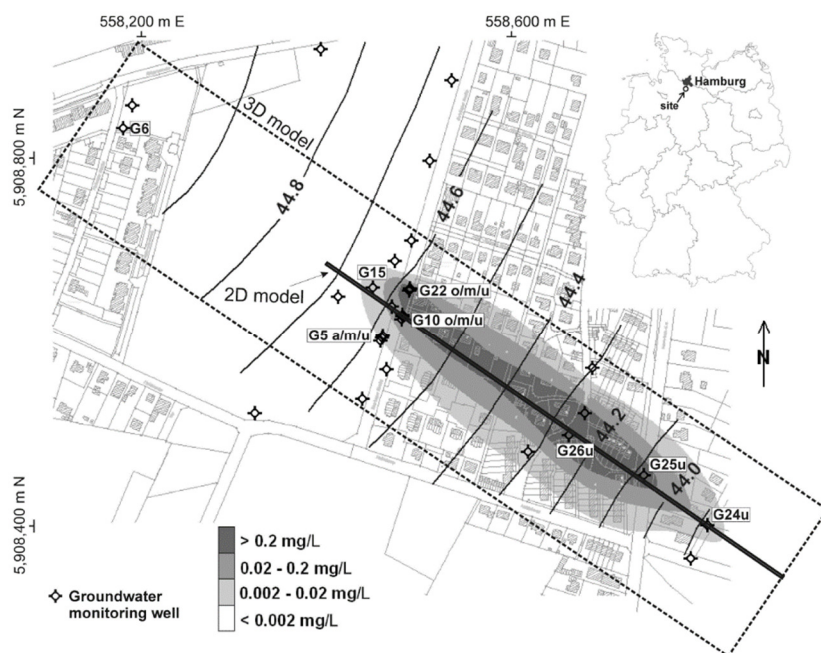 558,200 m E
558,600 m E
Hamburg
site
G6
3D model
5,908,800 m N
44.8
44.6
G15
2D model
G22 o/m/u
44.4
G10 o/m/u
G5 a/m/u
N
44.2
G26u
G25u
44.0
G24u
5,908,400 m N
> 0.2 mg/L
0.02 - 0.2 mg/L
0.002 - 0.02 mg/L
< 0.002 mg/L
Groundwater
monitoring well